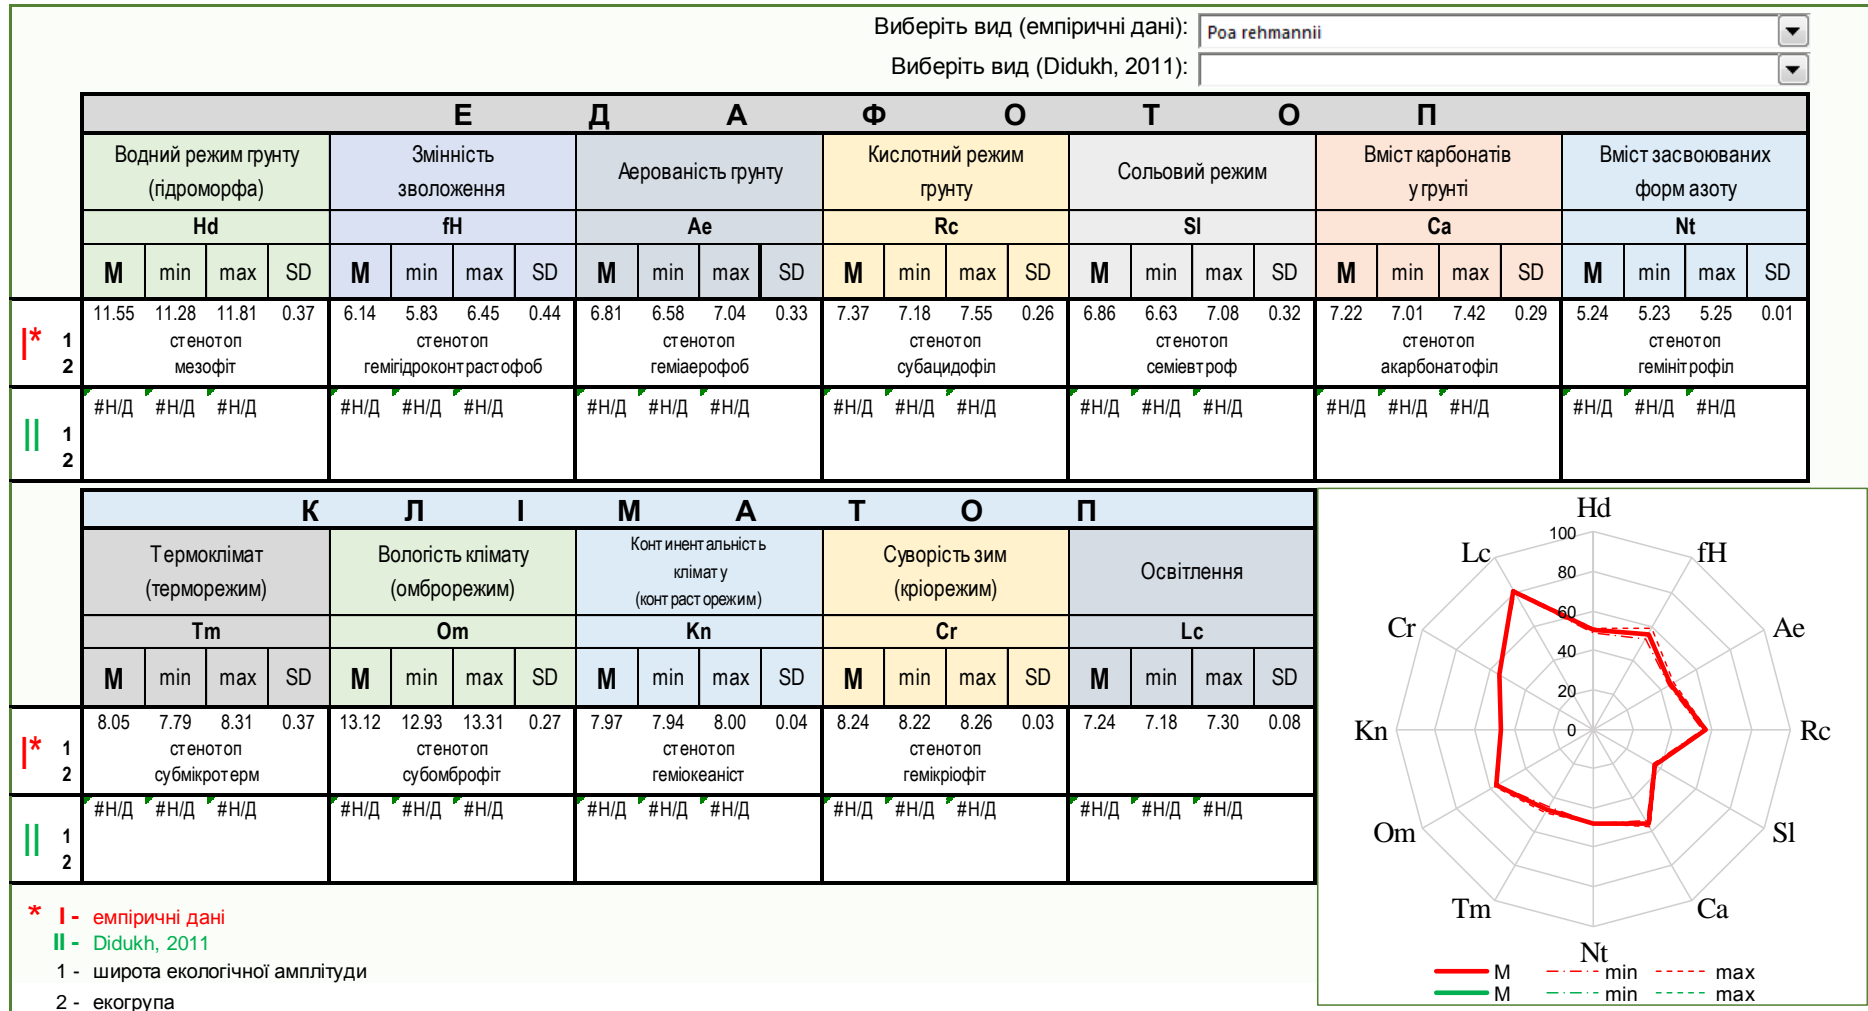 Виберіть вид (емпіричні дані): Poa rehmannii
Виберіть вид (Didukh, 2011):
Е Д А Ф О Т О П
Водний режим грунту (гідроморфа) Змінність зволоження Аерованість грунту Кислотний режим грунту Сольовий режим Вміст карбонатів у грунті Вміст засвоюваних форм азоту
Hd fH Ae Rc Sl Ca Nt
M min max SD M min max SD M min max SD M min max SD M min max SD M min max SD M min max SD
I* 1 11.55 11.28 11.81 0.37 6.14 5.83 6.45 0.44 6.81 6.58 7.04 0.33 7.37 7.18 7.55 0.26 6.86 6.63 7.08 0.32 7.22 7.01 7.42 0.29 5.24 5.23 5.25 0.01
стенотоп стенотоп стенотоп стенотоп стенотоп стенотоп стенотоп
2 мезофіт гемігідроконтрастофоб геміаерофоб субацидофіл семіевтроф акарбонатофіл гемінітрофіл
#Н/Д #Н/Д #Н/Д #Н/Д #Н/Д #Н/Д #Н/Д #Н/Д #Н/Д #Н/Д #Н/Д #Н/Д #Н/Д #Н/Д #Н/Д #Н/Д #Н/Д #Н/Д #Н/Д #Н/Д #Н/Д
II 1
2
К Л І М А Т О П
Термоклімат (терморежим) Вологість клімату (омброрежим) Континентальність клімату (контрасторежим) Суворість зим (кріорежим) Освітлення
Tm Om Kn Cr Lc
M min max SD M min max SD M min max SD M min max SD M min max SD
8.05 7.79 8.31 0.37 13.12 12.93 13.31 0.27 7.97 7.94 8.00 0.04 8.24 8.22 8.26 0.03 7.24 7.18 7.30 0.08
I* 1 стенотоп стенотоп стенотоп стенотоп
2 субмікротерм субомброфіт геміокеаніст гемікріофіт
#Н/Д #Н/Д #Н/Д #Н/Д #Н/Д #Н/Д #Н/Д #Н/Д #Н/Д #Н/Д #Н/Д #Н/Д #Н/Д #Н/Д #Н/Д
II 1
2
Hd
fH
Ae
Rc
Sl
Ca
Nt
Tm
Om
Kn
Cr
Lc
100
80
60
40
20
0
M min max
M min max
* I - емпіричні дані
II - Didukh, 2011
1 - широта екологічної амплітуди
2 - екогрупа